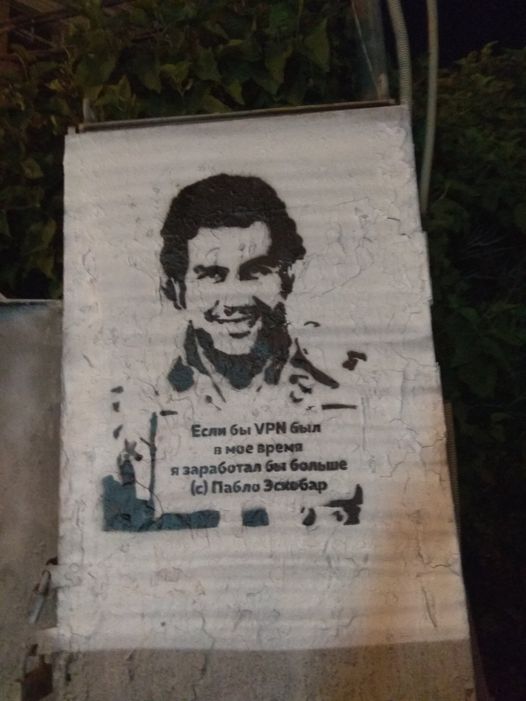 Если бы VPN был
в мое время
я заработал бы больше
(с) Пабло Эскобар